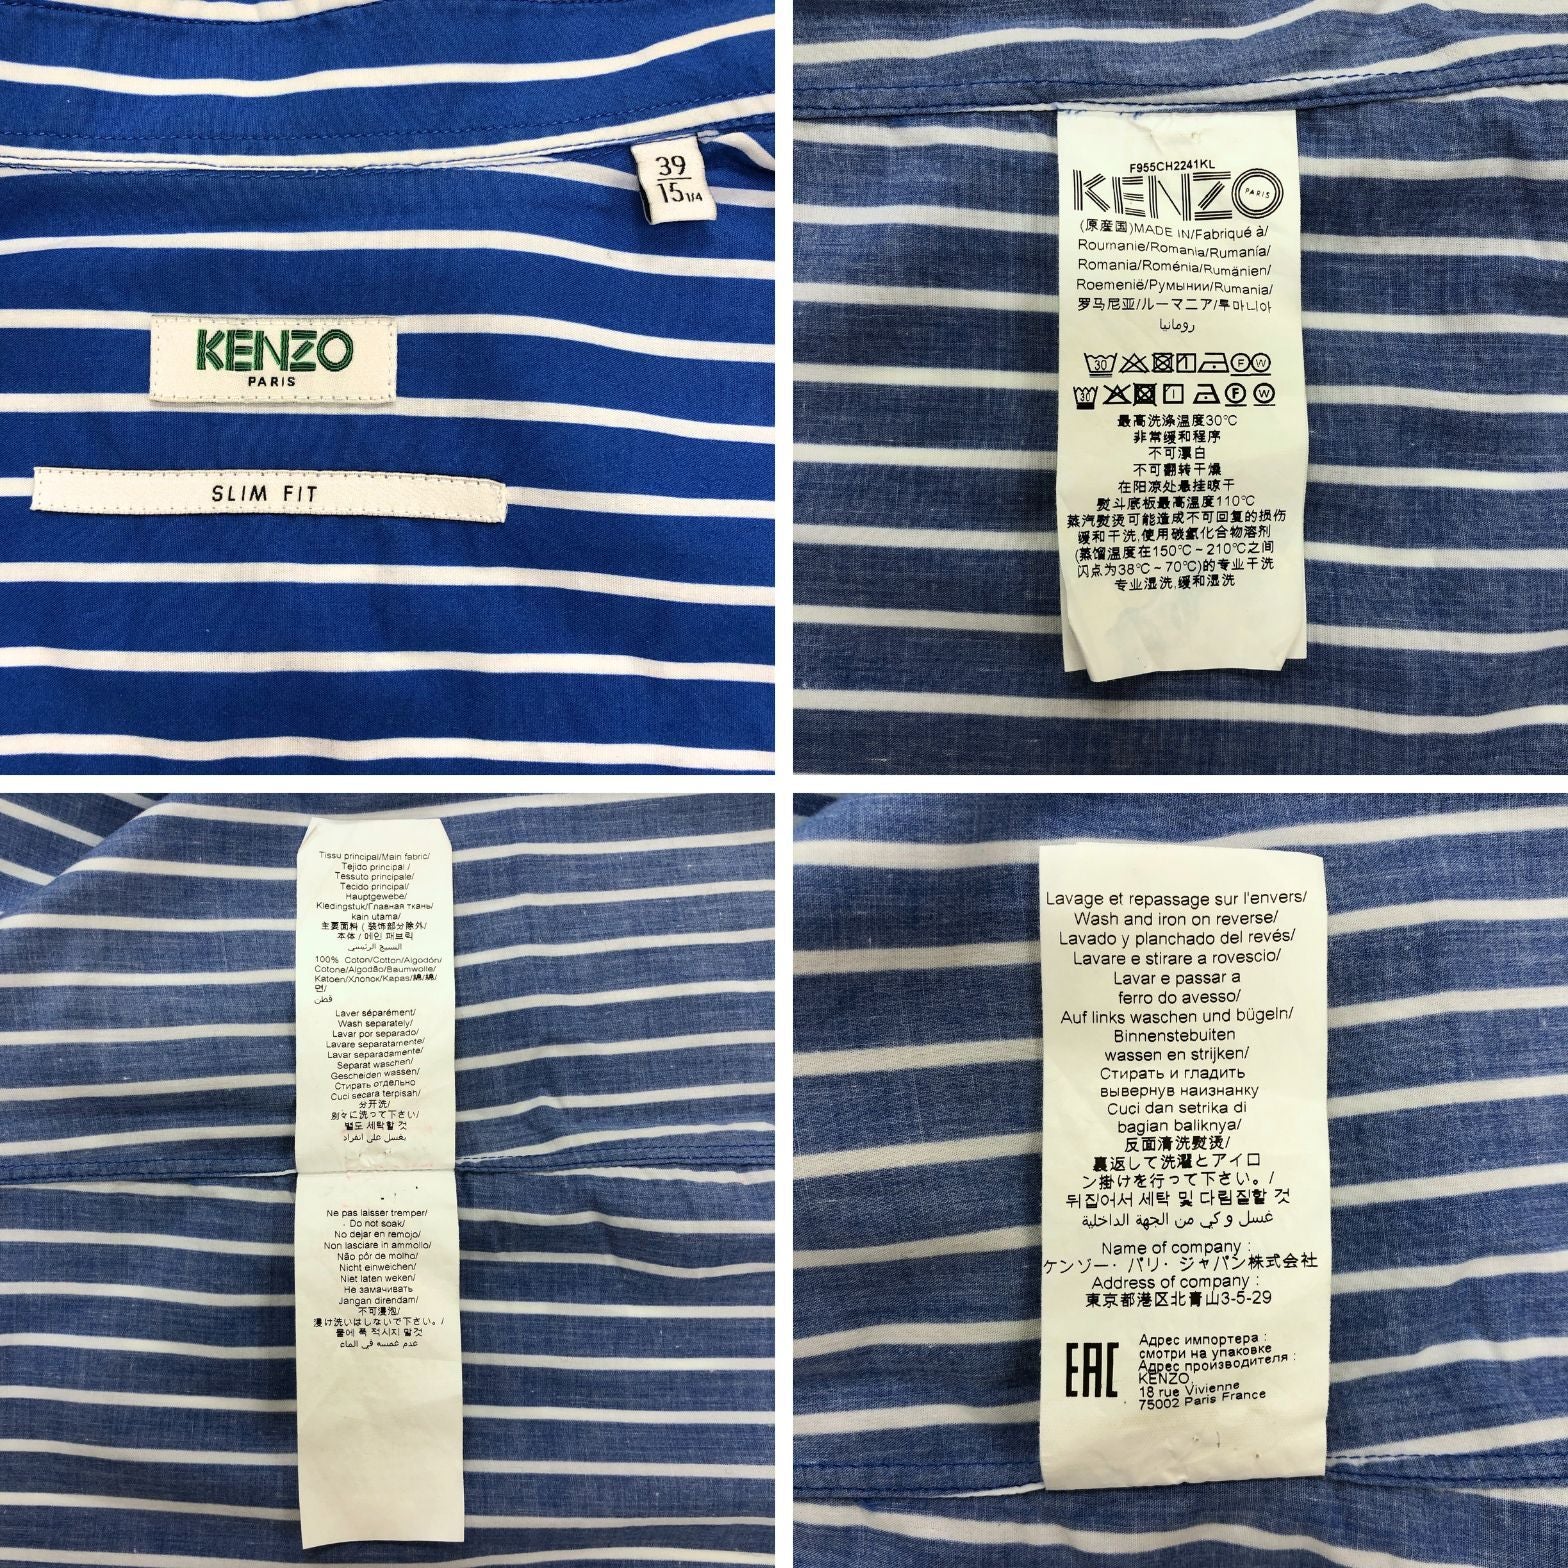 39
15 1/4
KENZO
PARIS
SLIM FIT
F955CH2241KL
KENZO PARIS
(原産国)MADE IN/Fabriqué à/
Roumanie/Romania/Rumanía/
Romania/Roménia/Rumänien/
Roemenië/Румынии/Rumania/
罗马尼亚/ルーマニア/루마니아
رومانيا
30
F W
F W
最高洗涤温度30℃
非常缓和程序
不可漂白
不可翻转干燥
在阳凉处悬挂晾干
熨斗底板最高温度110℃
蒸汽熨烫可能造成不可回复的损伤
缓和干洗,使用碳氢化合物溶剂
(蒸馏温度在150℃~210℃之间
闪点为38℃~70℃)的专业干洗
专业湿洗,缓和湿洗
Tissu principal/Main fabric/
Tejido principal /
Tessuto principale/
Tecido principal/
Hauptgewebe/
Kledingstuk/Главная ткань/
kain utama/
主要面料 (装饰部分除外/
本体 / 메인 패브릭
النسيج الرئيسي
100% Coton/Cotton/Algodón/
Cotone/Algodão/Baumwolle/
Katoen/Хлопок/Kapas/綿/綿/
면/
قطن
Laver séparément/
Wash separately/
Lavar por separado/
Lavare separatamente/
Lavar separadamente/
Separat waschen/
Gescheiden wassen/
Стирать отдельно
Cuci secara terpisah/
分开洗/
別々に洗って下さい/
별도 세탁할것/
يغسل على انفراد
Ne pas laisser tremper/
Do not soak/
No dejar en remojo/
Non lasciare in ammollo/
Não pôr de molho/
Nicht einweichen/
Niet laten weken/
Не замачивать
Jangan direndam/
不可浸泡/
漫け洗いはしないで下さい。/
물에 푹 적시지 말것/
عدم غمسه في الماء
Lavage et repassage sur l'envers/
Wash and iron on reverse/
Lavado y planchado del revés/
Lavare e stirare a rovescio/
Lavar e passar a
ferro do avesso/
Auf links waschen und bügeln/
Binnenstebuiten
wassen en strijken/
Стирать и гладить
вывернув наизнанку
Cuci dan setrika di
bagian baliknya/
反面清洗熨烫/
裏返して洗濯とアイロ
ン掛けを行って下さい。/
뒤집어서 세탁 및 다림질할 것
غسل وكي من الجهة الداخلية
Name of company :
ケンゾー・パリ・ジャパン株式会社
Address of company :
東京都港区北青山3-5-29
EAC
Адрес импортера :
смотри на упаковке
Адрес производителя :
KENZO
18 rue Vivienne
75002 Paris France